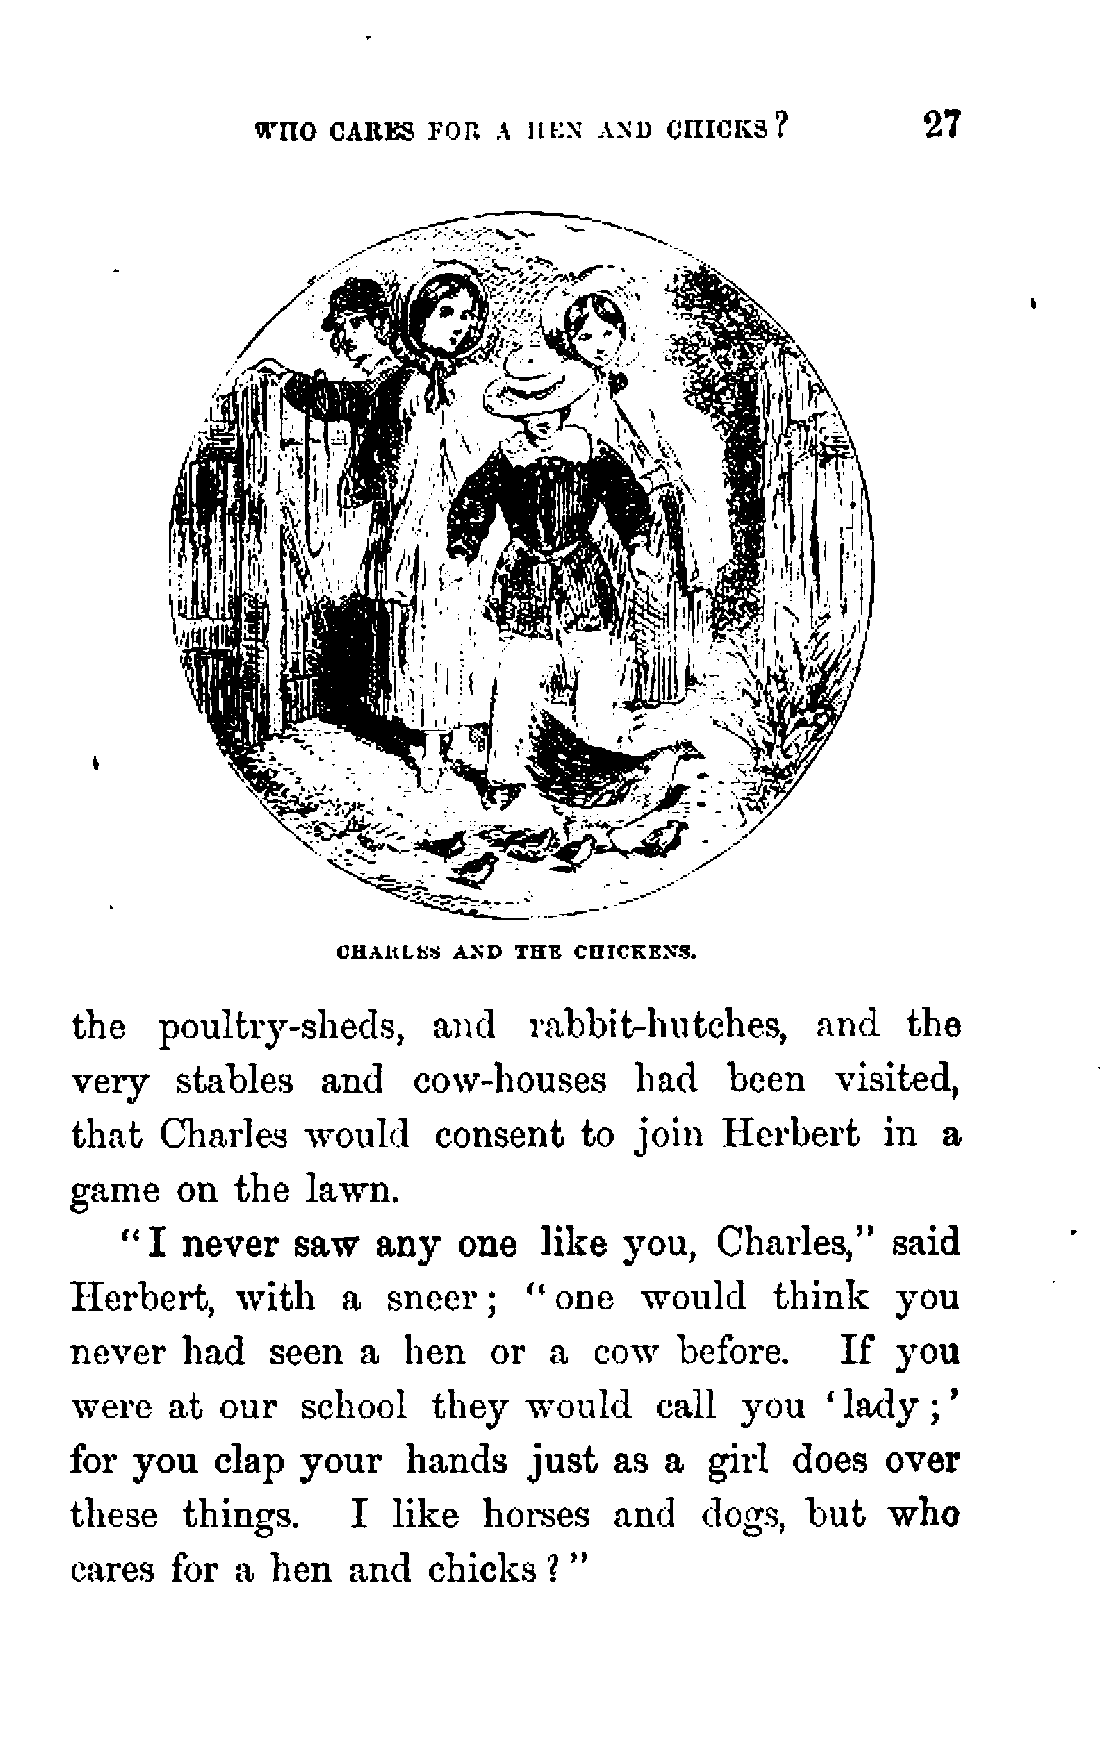 WHO CARES FOR A HEN AND CHICKS? 27
CHARLES AND THE CHICKENS.
the poultry-sheds, and rabbit-hutches, and the
very stables and cow-houses had been visited,
that Charles would consent to join Herbert in a
game on the lawn.
"I never saw any one like you, Charles," said
Herbert, with a sneer; "one would think you
never had seen a hen or a cow before. If you
were at our school they would call you 'lady;'
for you clap your hands just as a girl does over
these things. I like horses and dogs, but who
cares for a hen and chicks?"